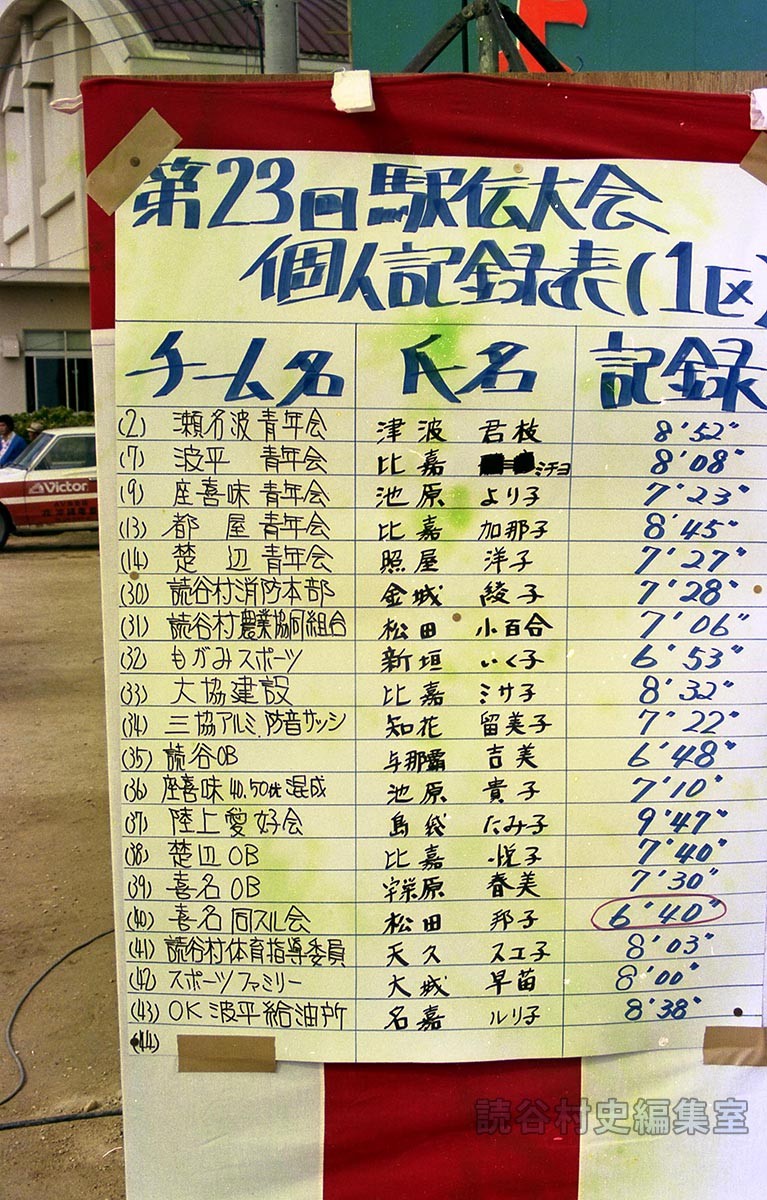 第23回駅伝大会
個人記録表(1区)
チーム名 氏名 記録
(2) 瀬名波青年会 津波 君枝 8'52"
(7) 波平 青年会 比嘉 ミチヨ 8'08"
(9) 座喜味青年会 池原 より子 7'23"
(13) 都屋青年会 比嘉 加那子 8'45"
(14) 楚辺青年会 照屋 洋子 7'27"
(30) 読谷村消防本部 金城 綾子 7'28"
(31) 読谷村農業協同組合 松田 小百合 7'06"
(32) もがみスポーツ 新垣 いく子 6'53"
(33) 大協建設 比嘉 ミサ子 8'32"
(34) 三協アルミ.防音サッシ 知花 留美子 7'22"
(35) 読谷OB 与那覇 吉美 6'48"
(36) 座喜味40.50代混成 池原 貴子 7'10"
(37) 陸上愛好会 島袋 たみ子 9'47"
(38) 楚辺OB 比嘉 悦子 7'40"
(39) 喜名OB 宇栄原 春美 7'30"
(40) 喜名同スル会 松田 邦子 6'40"
(41) 読谷村体育指導委員 天久 スエ子 8'03"
(42) スポーツファミリー 大城 早苗 8'00"
(43) OK波平給油所 名嘉 ルリ子 8'38"
(44)
Victor
読谷村史編集室